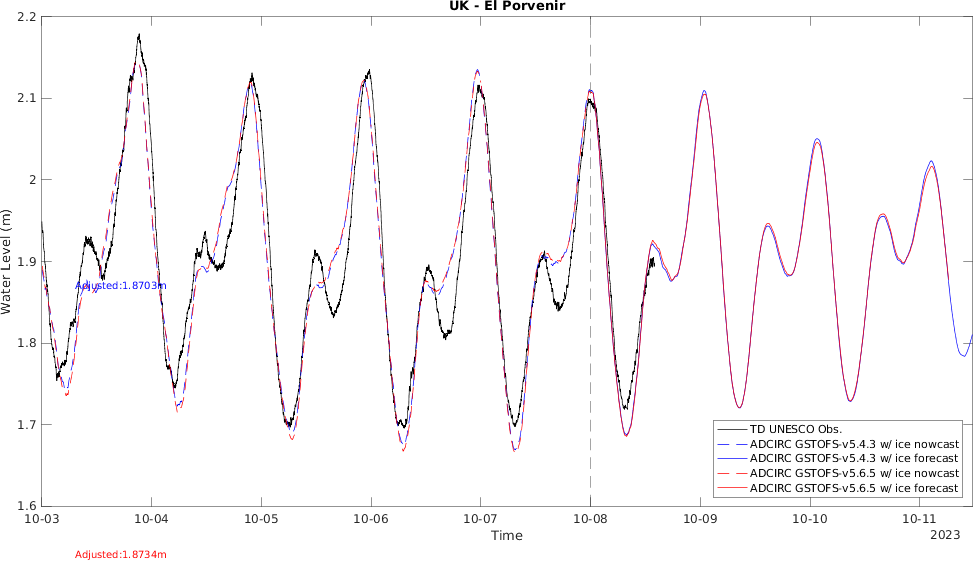 UK - El Porvenir
2.2
2.1
2
1.9
1.8
1.7
1.6
Water Level (m)
Adjusted:1.8703m
TD UNESCO Obs.
ADCIRC GSTOFS-v5.4.3 w/ ice nowcast
ADCIRC GSTOFS-v5.4.3 w/ ice forecast
ADCIRC GSTOFS-v5.6.5 w/ ice nowcast
ADCIRC GSTOFS-v5.6.5 w/ ice forecast
10-03 10-04 10-05 10-06 10-07 10-08 10-09 10-10 10-11
Time
2023
Adjusted:1.8734m